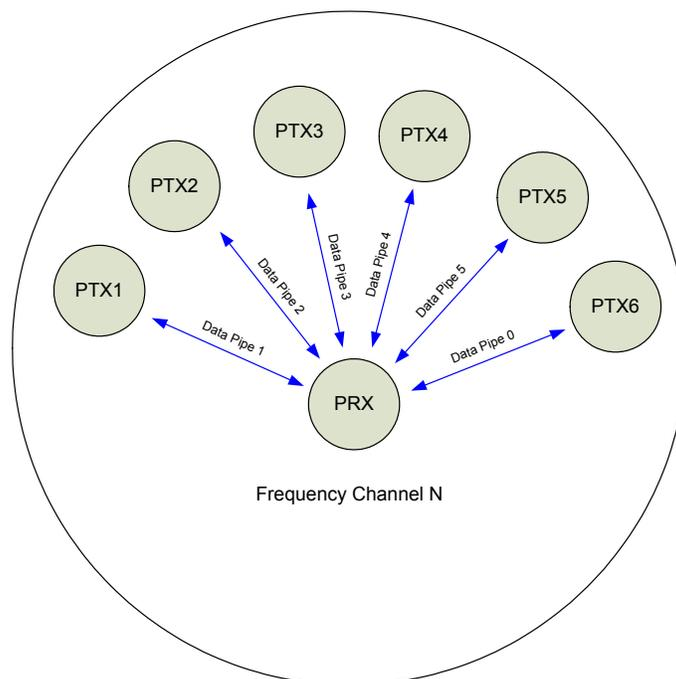 PTX3
PTX4
PTX2
PTX5
PTX1
PTX6
Data Pipe 1
Data Pipe 2
Data Pipe 3
Data Pipe 4
Data Pipe 5
Data Pipe 0
PRX
Frequency Channel N